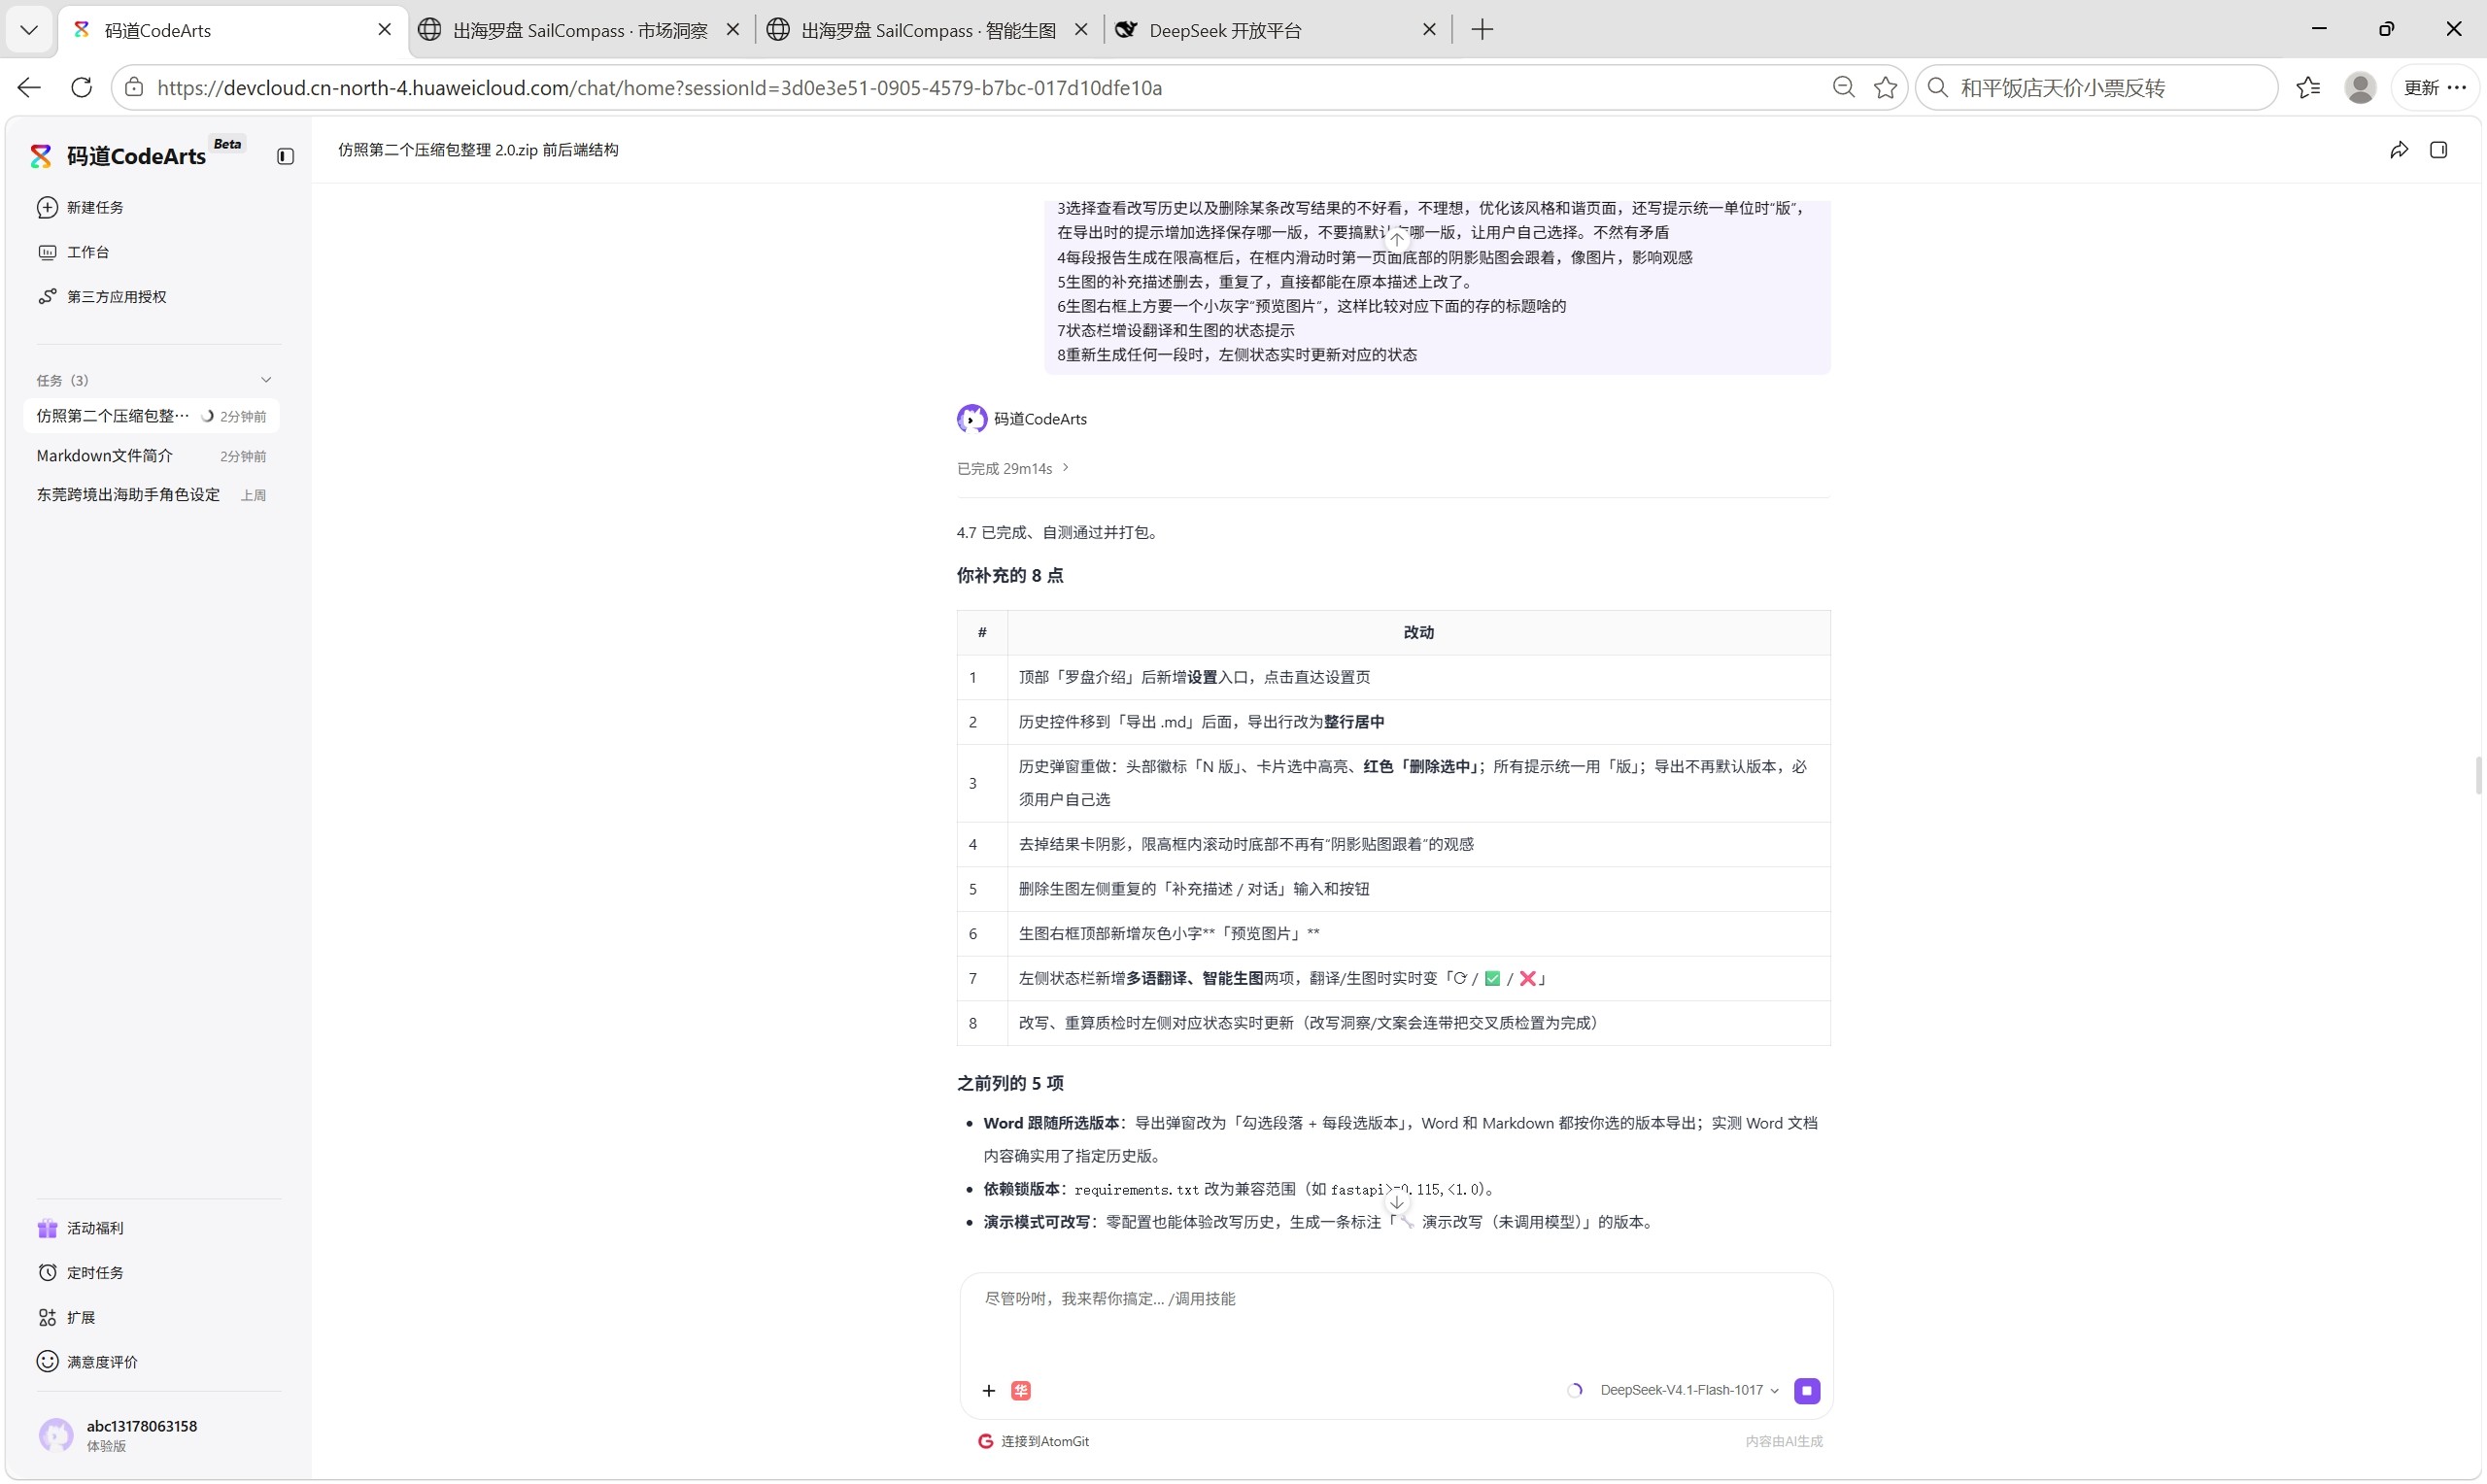 码道CodeArts
出海罗盘 SailCompass · 市场洞察
出海罗盘 SailCompass · 智能生图
DeepSeek 开放平台
https://devcloud.cn-north-4.huaweicloud.com/chat/home?sessionId=3d0e3e51-0905-4579-b7bc-017d10dfe10a
和平饭店天价小票反转
更新
码道CodeArts
Beta
仿照第二个压缩包整理 2.0.zip 前后端结构
新建任务
工作台
第三方应用授权
任务（3）
仿照第二个压缩包整… 2分钟前
Markdown文件简介 2分钟前
东莞跨境出海助手角色设定 上周
活动福利
定时任务
扩展
满意度评价
abc13178063158
体验版
3选择查看改写历史以及删除某条改写结果的不好看，不理想，优化该风格和谐页面，还写提示统一单位时“版”，
在导出时的提示增加选择保存哪一版，不要搞默认哪一版，让用户自己选择。不然有矛盾
4每段报告生成在限高框后，在框内滑动时第一页面底部的阴影贴图会跟着，像图片，影响观感
5生图的补充描述删去，重复了，直接都能在原本描述上改了。
6生图右框上方要一个小灰字“预览图片”，这样比较对应下面的存的标题啥的
7状态栏增设翻译和生图的状态提示
8重新生成任何一段时，左侧状态实时更新对应的状态
码道CodeArts
已完成 29m14s
4.7 已完成、自测通过并打包。
你补充的 8 点
# 改动
1 顶部「罗盘介绍」后新增设置入口，点击直达设置页
2 历史控件移到「导出 .md」后面，导出行改为整行居中
3 历史弹窗重做：头部徽标「N 版」、卡片选中高亮、红色「删除选中」；所有提示统一用「版」；导出不再默认版本，必
须用户自己选
4 去掉结果卡阴影，限高框内滚动时底部不再有“阴影贴图跟着”的观感
5 删除生图左侧重复的「补充描述 / 对话」输入和按钮
6 生图右框顶部新增灰色小字**「预览图片」**
7 左侧状态栏新增多语翻译、智能生图两项，翻译/生图时实时变「⟳ / ✅ / ❌」
8 改写、重算质检时左侧对应状态实时更新（改写洞察/文案会连带把交叉质检置为完成）
之前列的 5 项
• Word 跟随所选版本：导出弹窗改为「勾选段落 + 每段选版本」，Word 和 Markdown 都按你选的版本导出；实测 Word 文档
内容确实用了指定历史版。
• 依赖锁版本：requirements.txt 改为兼容范围（如 fastapi>=0.115,<1.0）。
• 演示模式可改写：零配置也能体验改写历史，生成一条标注「🔧 演示改写（未调用模型）」的版本。
尽管吩咐，我来帮你搞定... /调用技能
华
DeepSeek-V4.1-Flash-1017
连接到AtomGit
内容由AI生成